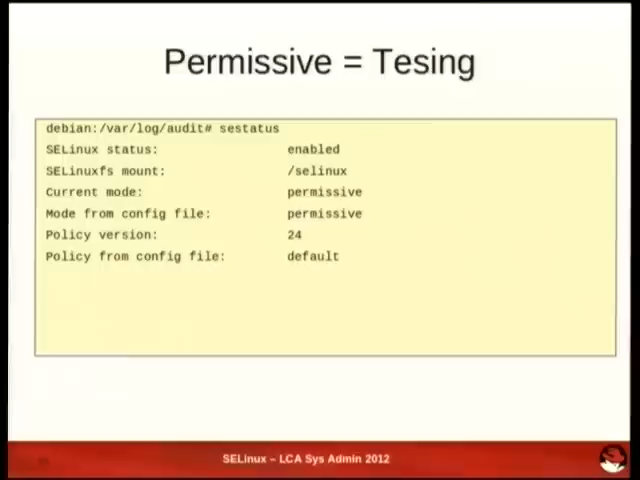 Permissive = Tesing
debian:/var/log/audit# sestatus
SELinux status: enabled
SELinuxfs mount: /selinux
Current mode: permissive
Mode from config file: permissive
Policy version: 24
Policy from config file: default
SELinux – LCA Sys Admin 2012